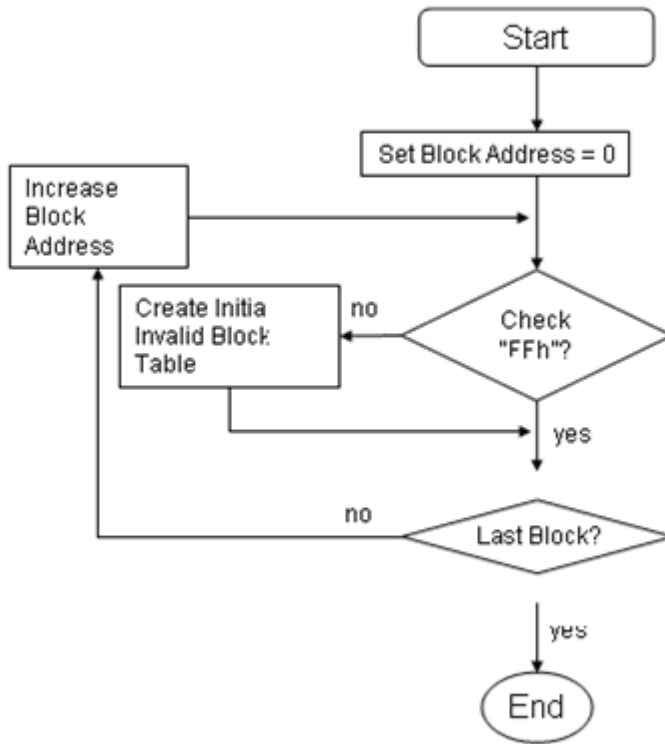 Start
Set Block Address = 0
Increase
Block
Address
Create Initia
Invalid Block
Table
no
Check
"FFh"?
yes
no
Last Block?
yes
End